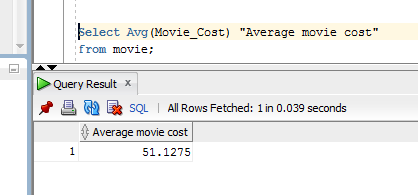 Select Avg(Movie_Cost) "Average movie cost"
from movie;
Query Result x
SQL | All Rows Fetched: 1 in 0.039 seconds
Average movie cost
1 51.1275